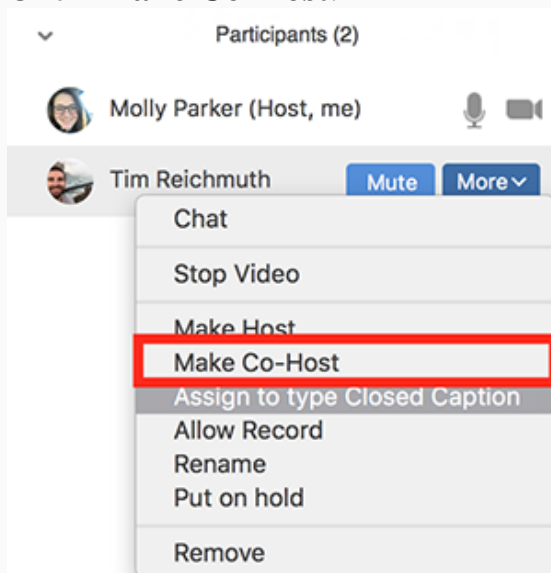 Participants (2)
Molly Parker (Host, me)
Tim Reichmuth Mute More
Chat
Stop Video
Make Host
Make Co-Host
Assign to type Closed Caption
Allow Record
Rename
Put on hold
Remove